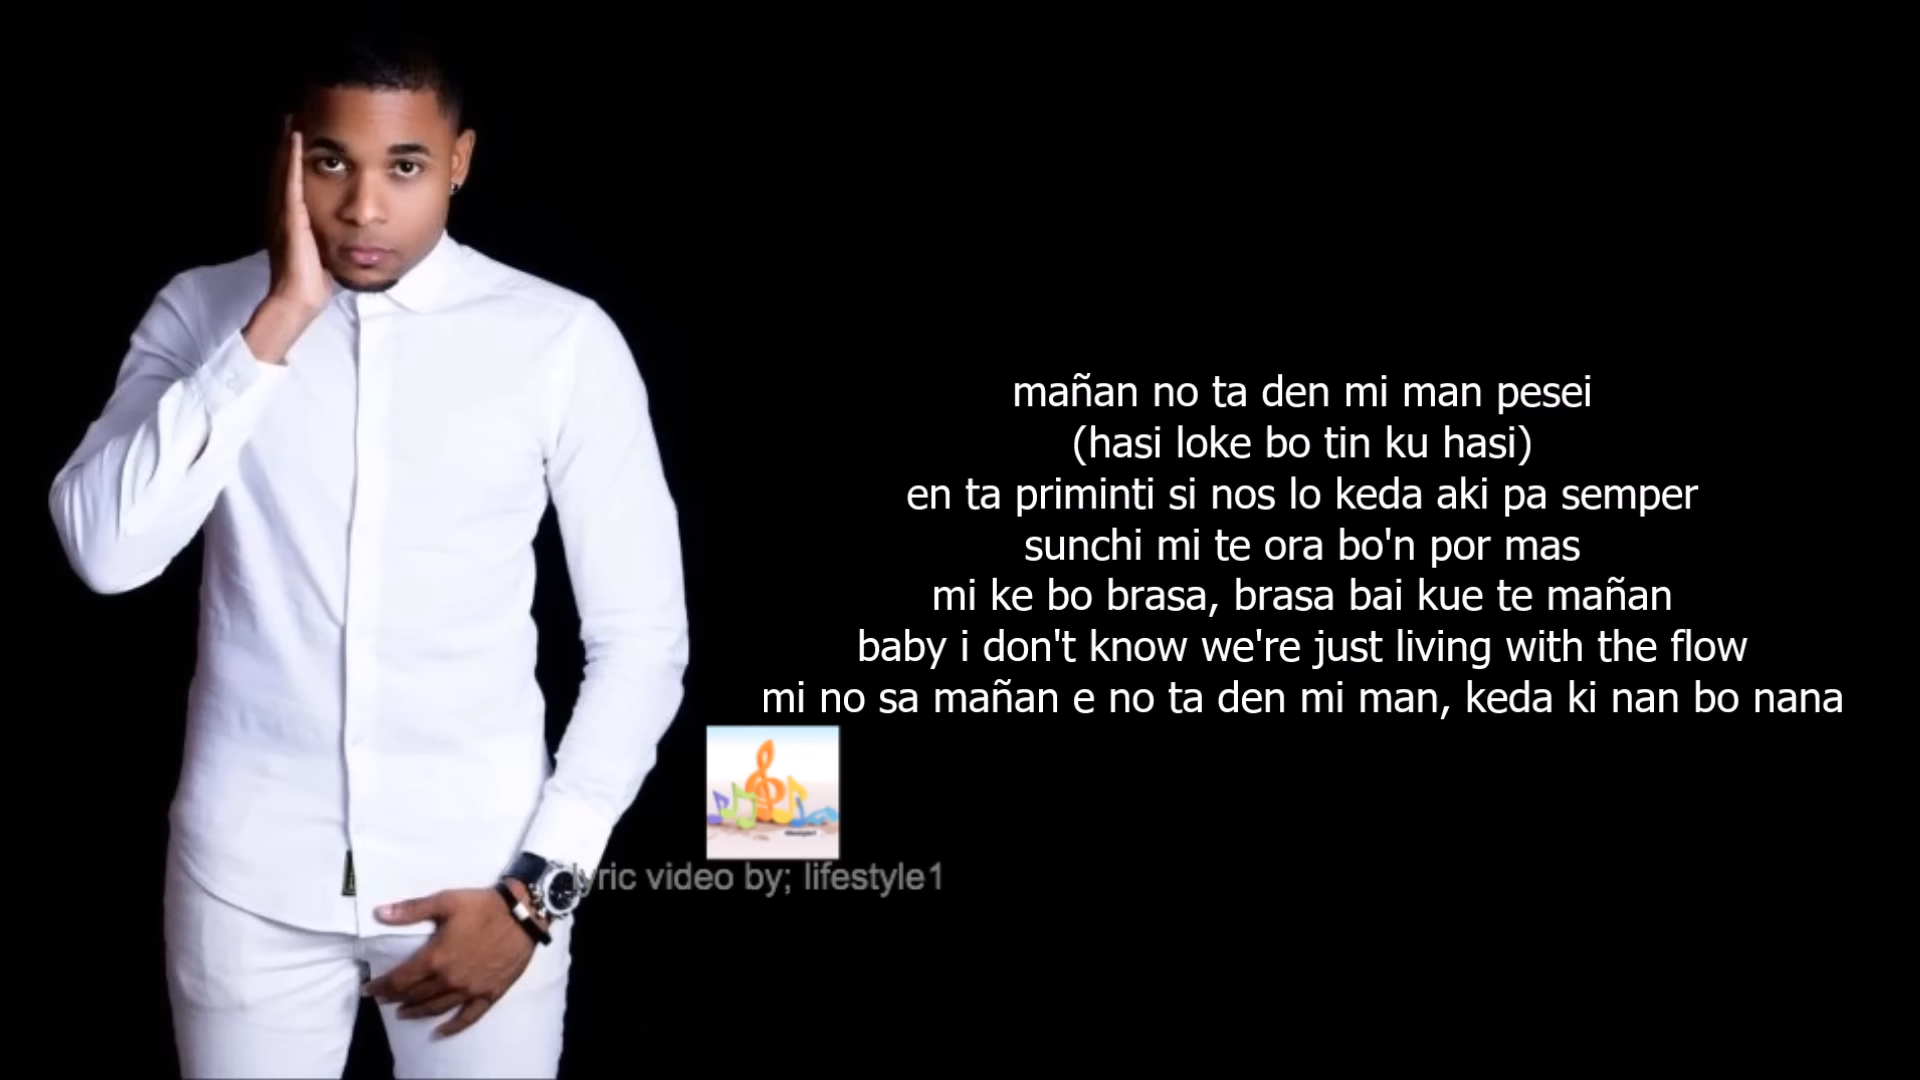 mañan no ta den mi man pesei
(hasi loke bo tin ku hasi)
en ta priminti si nos lo keda aki pa semper
sunchi mi te ora bo'n por mas
mi ke bo brasa, brasa bai kue te mañan
baby i don't know we're just living with the flow
mi no sa mañan e no ta den mi man, keda ki nan bo nana
lyric video by; lifestyle1